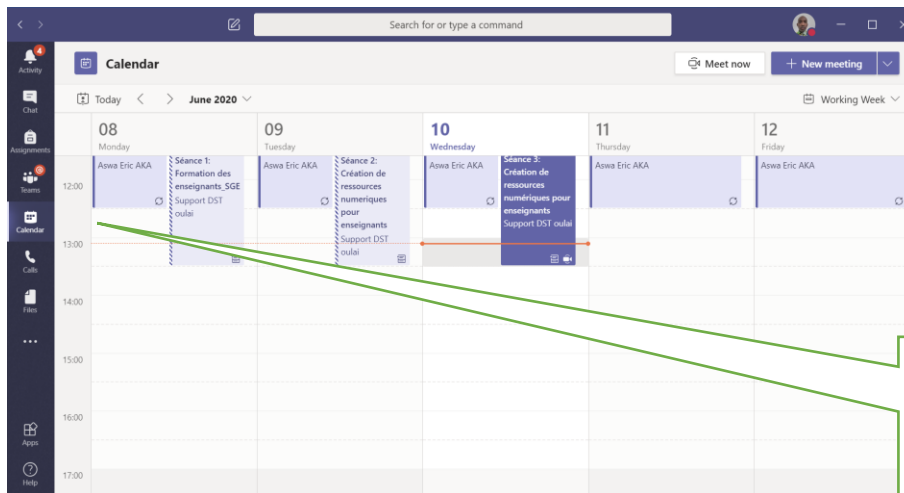 Search for or type a command
4
Activity
Chat
Assignments
Teams
Calendar
Calls
Files
Apps
Help
Calendar
Meet now
+ New meeting
Today
June 2020
Working Week
08
Monday
09
Tuesday
10
Wednesday
11
Thursday
12
Friday
12:00
13:00
14:00
15:00
16:00
17:00
Aswa Eric AKA
Séance 1:
Formation des
enseignants_SGE
Support DST
oulai
Aswa Eric AKA
Séance 2:
Création de
ressources
numeriques
pour
enseignants
Support DST
oulai
Aswa Eric AKA
Séance 3:
Création de
ressources
numériques pour
enseignants
Support DST oulai
Aswa Eric AKA
Aswa Eric AKA